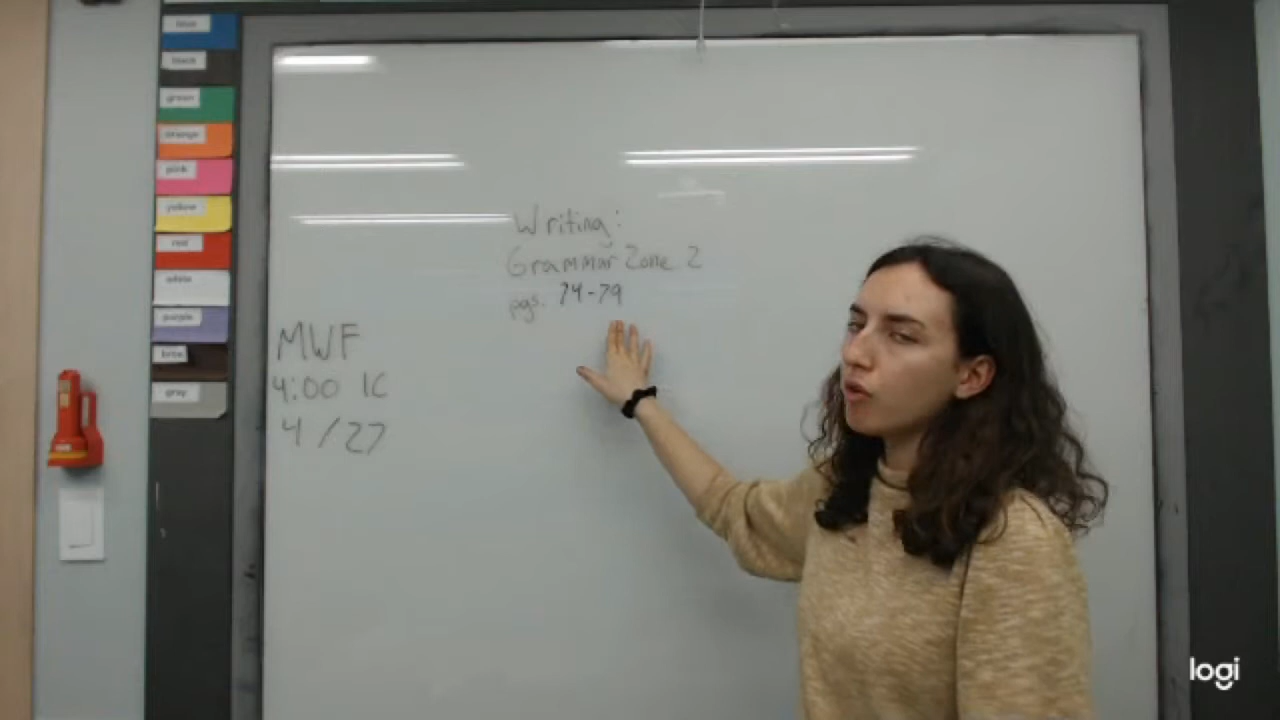 blue
black
green
orange
pink
yellow
red
white
purple
gray
Writing:
Grammar Zone 2
pgs. 74-79
MWF
4:00 1C
4/27
logi